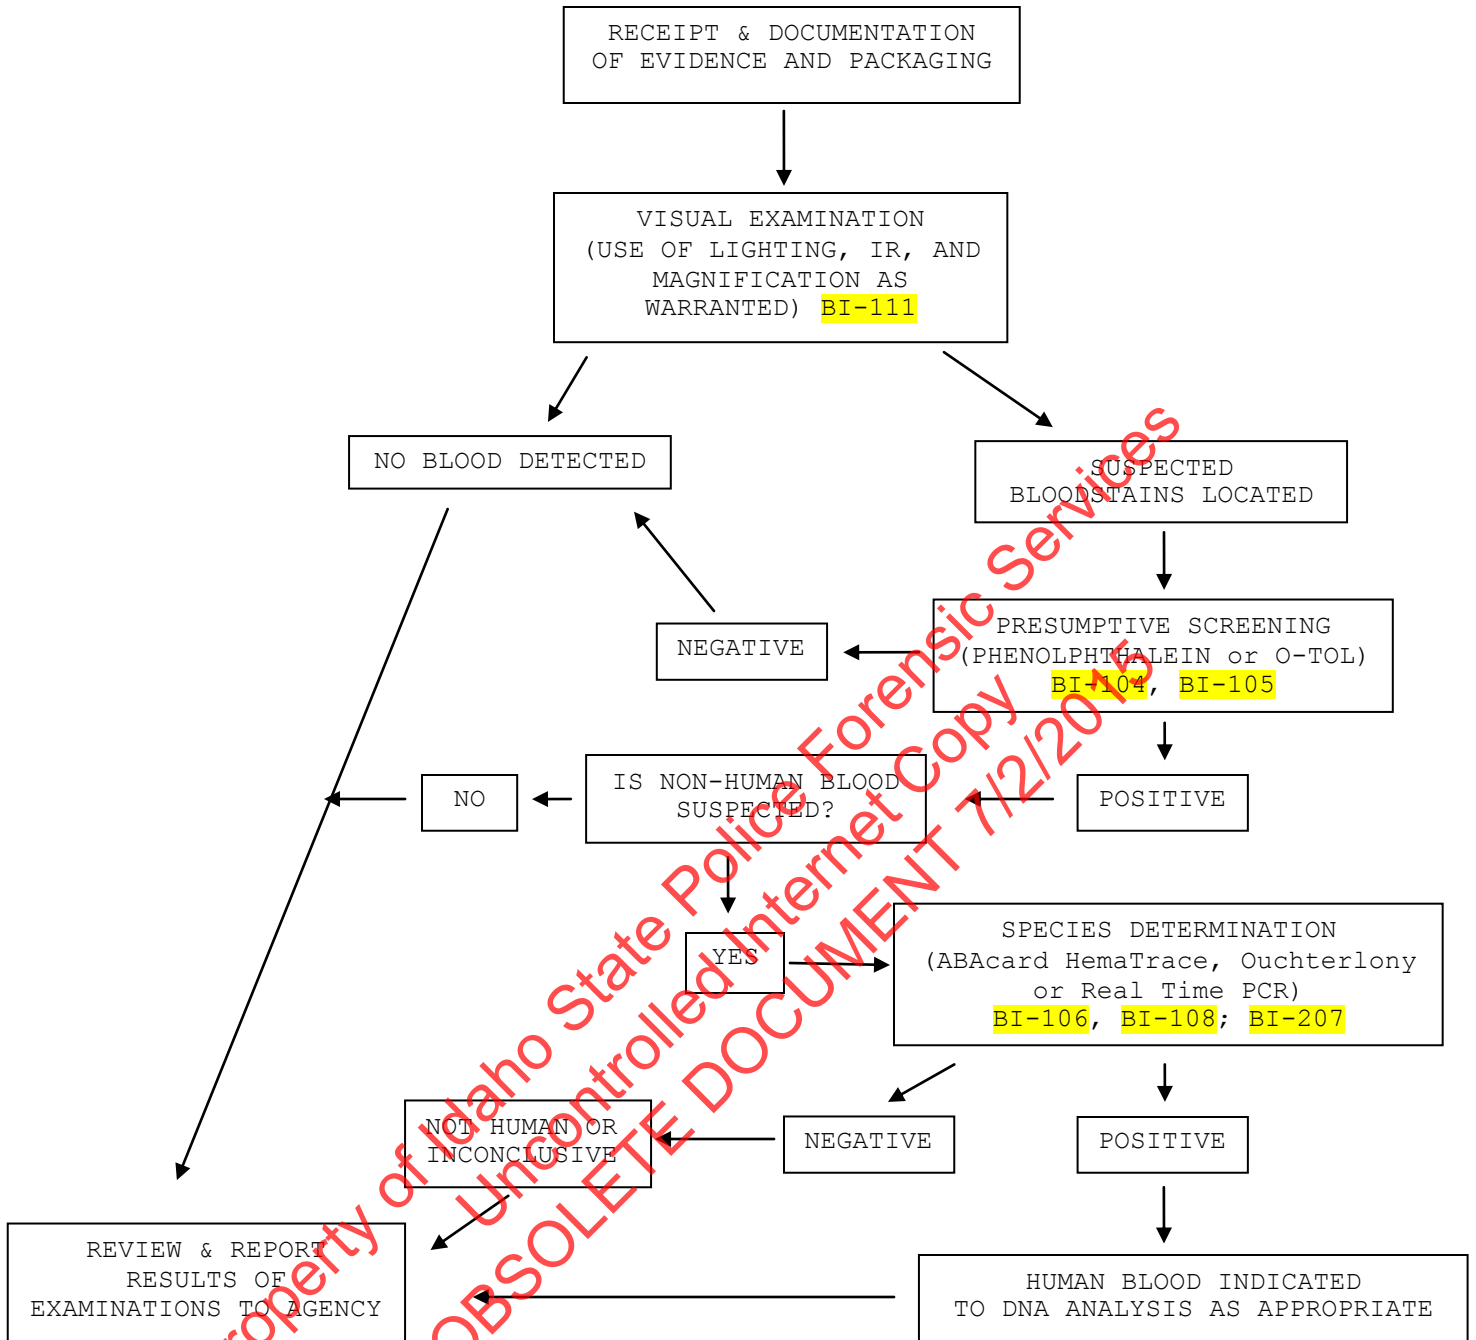 RECEIPT & DOCUMENTATION
OF EVIDENCE AND PACKAGING
VISUAL EXAMINATION
(USE OF LIGHTING, IR, AND
MAGNIFICATION AS
WARRANTED) BI-111
NO BLOOD DETECTED
SUSPECTED
BLOODSTAINS LOCATED
PRESUMPTIVE SCREENING
(PHENOLPHTHALEIN or O-TOL)
BI-104, BI-105
NEGATIVE
POSITIVE
IS NON-HUMAN BLOOD
SUSPECTED?
NO
YES
SPECIES DETERMINATION
(ABAcard HemaTrace, Ouchterlony
or Real Time PCR)
BI-106, BI-108; BI-207
NEGATIVE
POSITIVE
NOT HUMAN OR
INCONCLUSIVE
REVIEW & REPORT
RESULTS OF
EXAMINATIONS TO AGENCY
HUMAN BLOOD INDICATED
TO DNA ANALYSIS AS APPROPRIATE
roperty of Idaho State Police Forensic Services
Uncontrolled Internet Copy
OBSOLETE DOCUMENT 7/2/2015